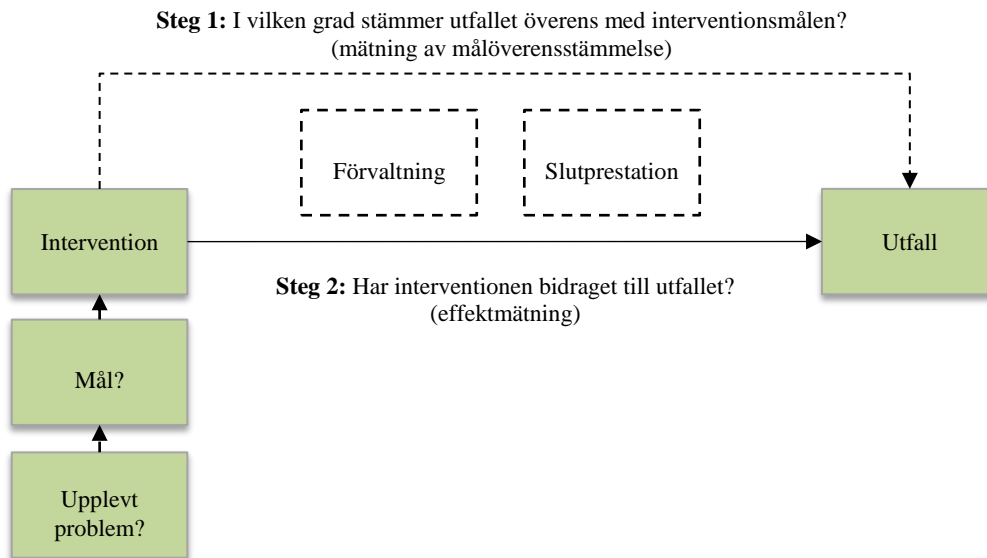 Steg 1: I vilken grad stämmer utfallet överens med interventionsmålen?
(mätning av målöverensstämmelse)
Förvaltning
Slutprestation
Intervention
Utfall
Steg 2: Har interventionen bidraget till utfallet?
(effektmätning)
Mål?
Upplevt
problem?